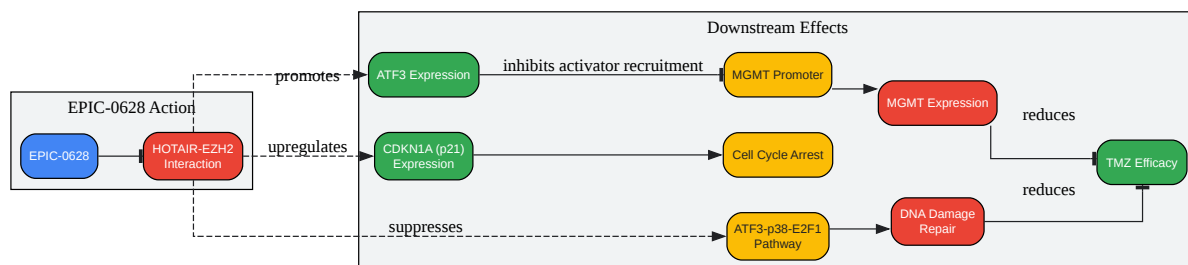 Downstream Effects
promotes
ATF3 Expression
inhibits activator recruitment
MGMT Promoter
MGMT Expression
reduces
EPIC-0628 Action
EPIC-0628
HOTAIR-EZH2
Interaction
upregulates
CDKN1A (p21)
Expression
Cell Cycle Arrest
TMZ Efficacy
reduces
suppresses
ATF3-p38-E2F1
Pathway
DNA Damage
Repair